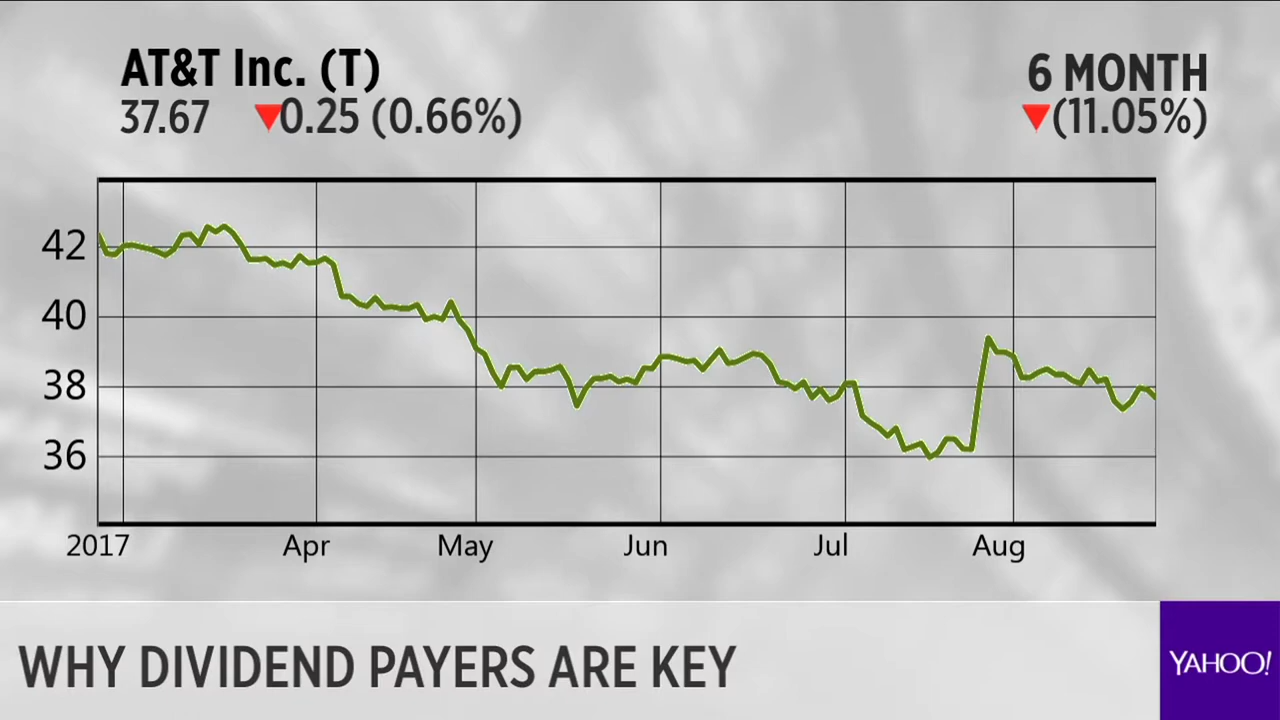 AT&T Inc. (T)
37.67 ▼0.25 (0.66%)
6 MONTH
▼(11.05%)
42
40
38
36
2017 Apr May Jun Jul Aug
WHY DIVIDEND PAYERS ARE KEY
YAHOO!